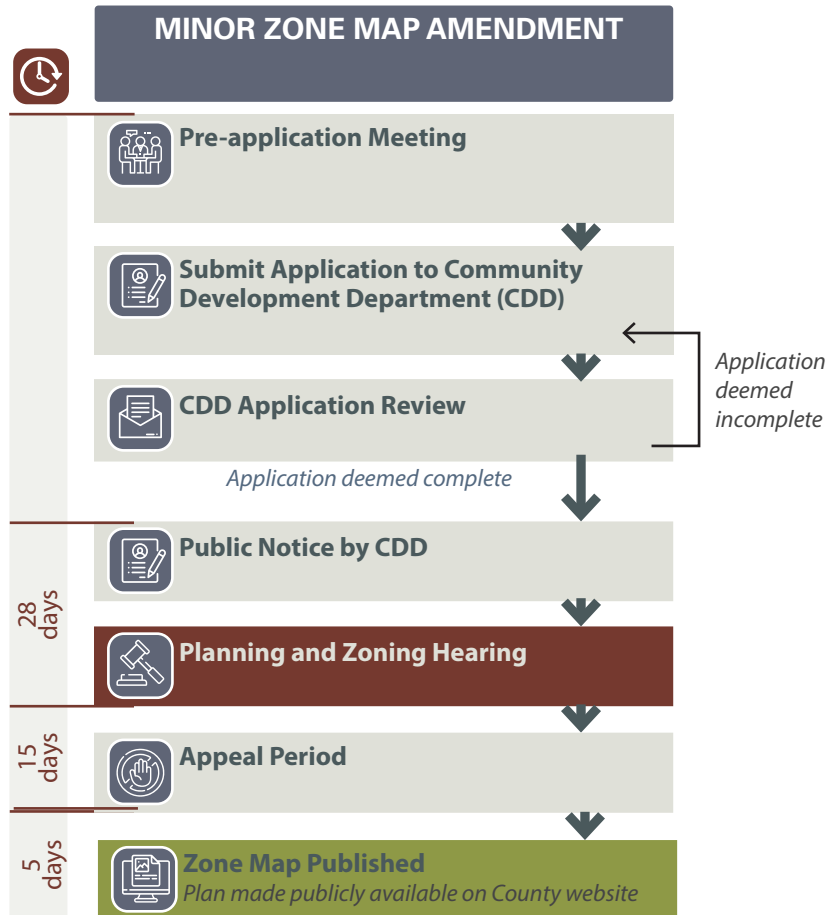 MINOR ZONE MAP AMENDMENT
Pre-application Meeting
Submit Application to Community
Development Department (CDD)
Application
deemed
incomplete
CDD Application Review
Application deemed complete
Public Notice by CDD
28
days
Planning and Zoning Hearing
15
days
Appeal Period
5
days
Zone Map Published
Plan made publicly available on County website